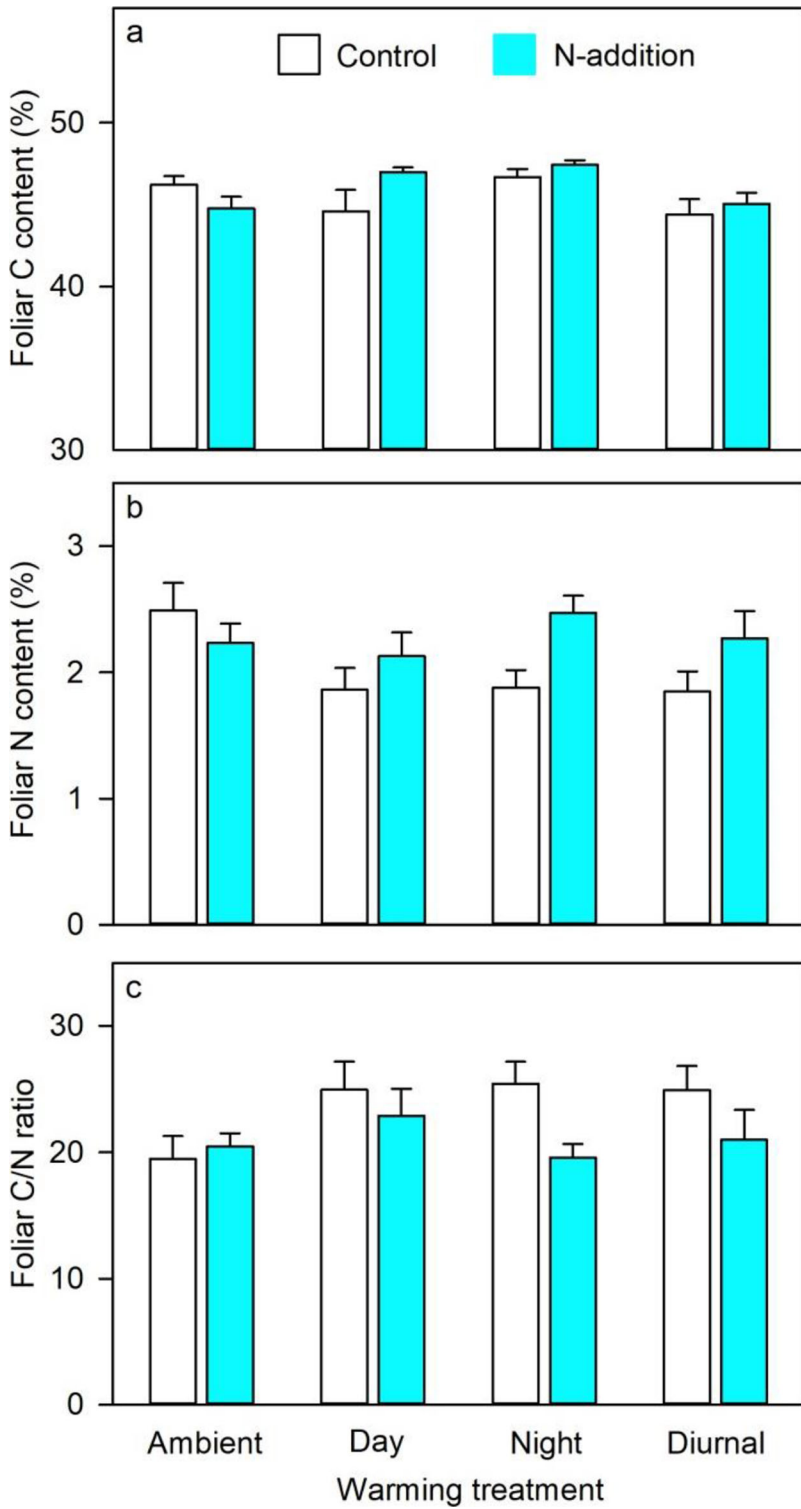 a
Control
N-addition
Foliar C content (%)
50
40
30
b
Foliar N content (%)
3
2
1
0
c
Foliar C/N ratio
30
20
10
0
Ambient
Day
Night
Diurnal
Warming treatment